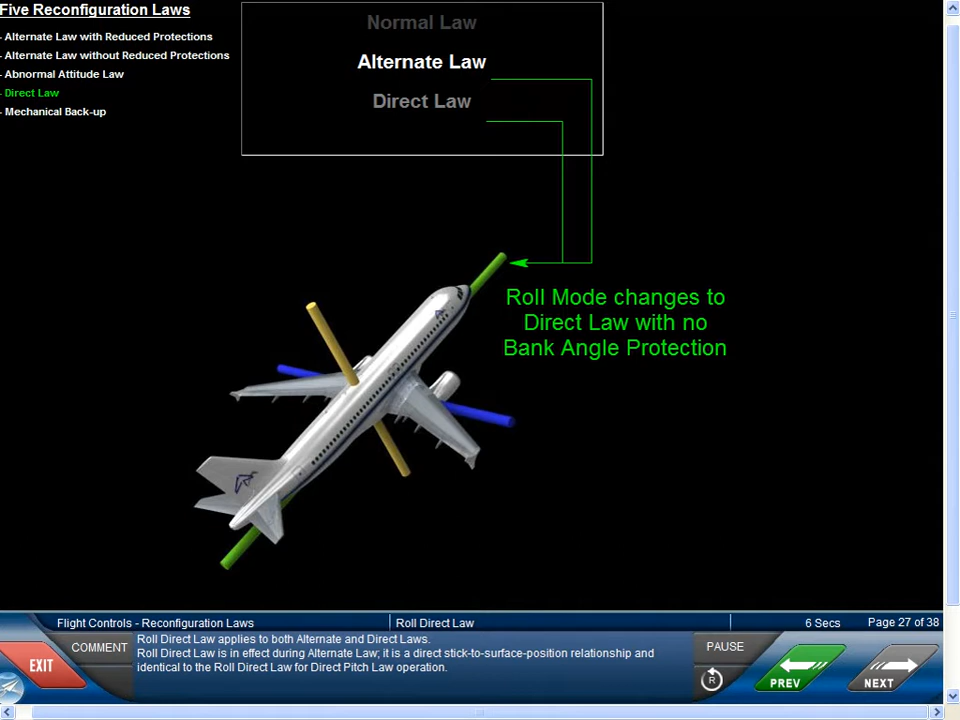 Five Reconfiguration Laws
- Alternate Law with Reduced Protections
- Alternate Law without Reduced Protections
- Abnormal Attitude Law
- Direct Law
- Mechanical Back-up
Normal Law
Alternate Law
Direct Law
Roll Mode changes to
Direct Law with no
Bank Angle Protection
Flight Controls - Reconfiguration Laws
Roll Direct Law
6 Secs
Page 27 of 38
EXIT
COMMENT
Roll Direct Law applies to both Alternate and Direct Laws.
Roll Direct Law is in effect during Alternate Law; it is a direct stick-to-surface-position relationship and
identical to the Roll Direct Law for Direct Pitch Law operation.
PAUSE
R
PREV
NEXT